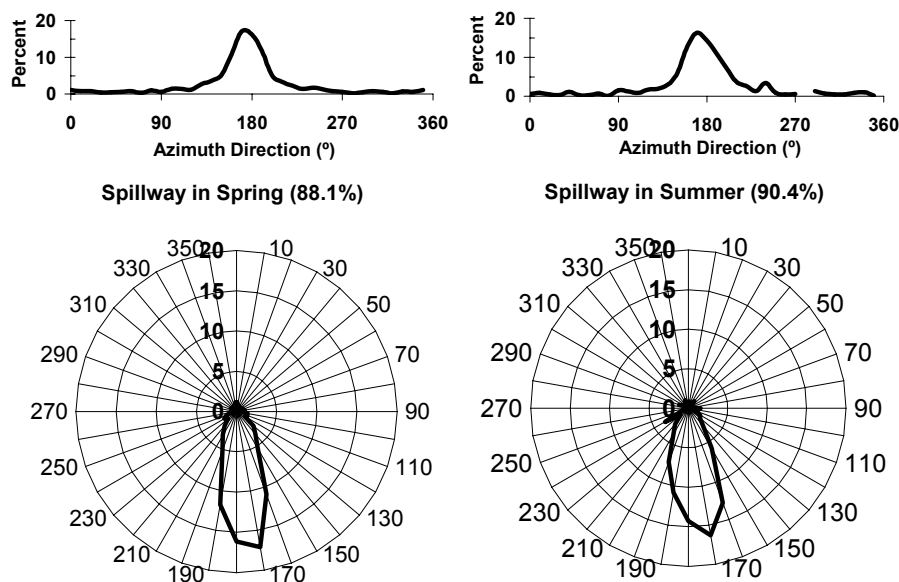 20
10
0
Percent
0 90 180 270 360
Azimuth Direction (º)
20
10
0
Percent
0 90 180 270 360
Azimuth Direction (º)
Spillway in Spring (88.1%)
350 20 10
330 15 30
310 10 50
290 5 70
270 0 90
250 110
230 130
210 150
190 170
Spillway in Summer (90.4%)
350 20 10
330 15 30
310 10 50
290 5 70
270 0 90
250 110
230 130
210 150
190 170